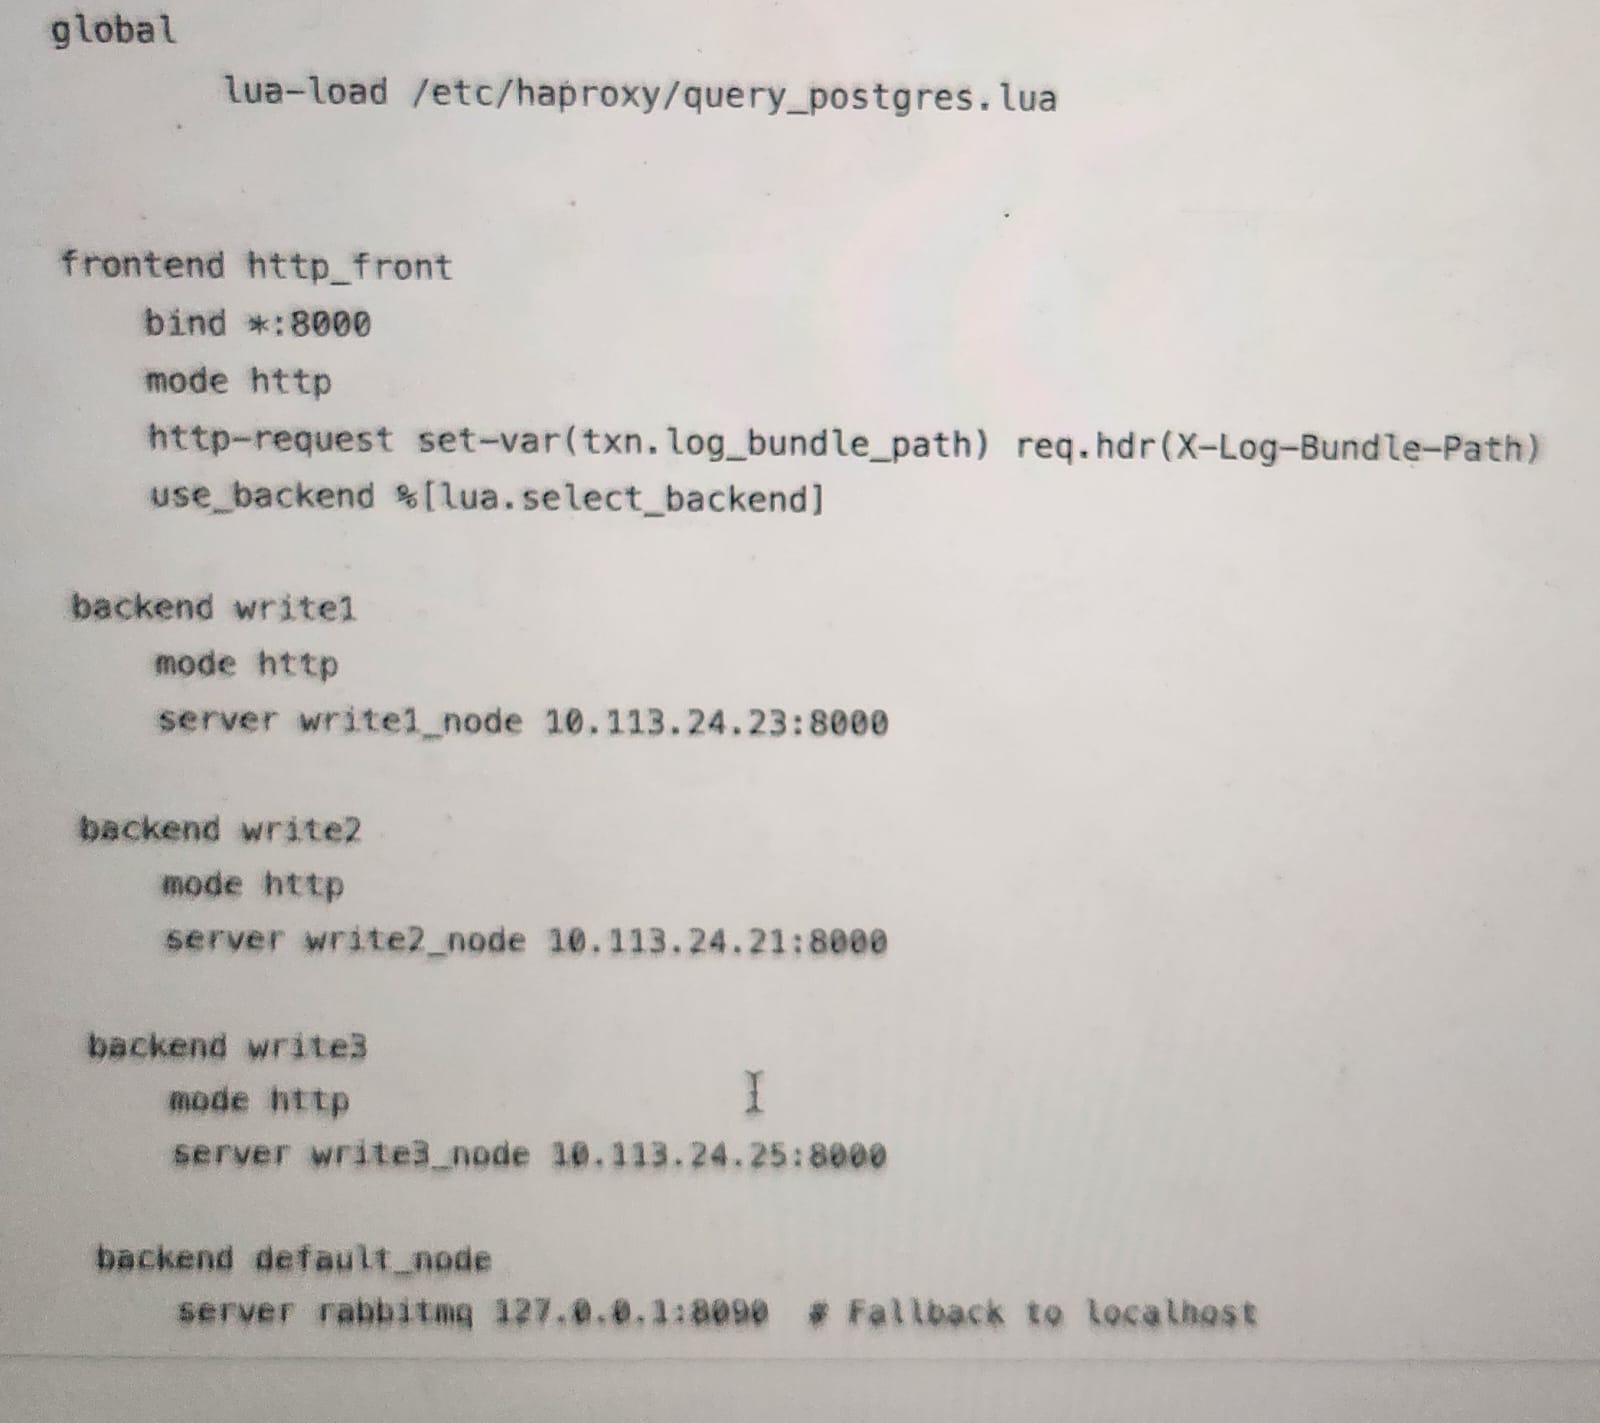 global
lua-load /etc/haproxy/query_postgres.lua
frontend http_front
bind *:8000
mode http
http-request set-var(txn.log_bundle_path) req.hdr(X-Log-Bundle-Path)
use_backend %[lua.select_backend]
backend write1
mode http
server write1_node 10.113.24.23:8000
backend write2
mode http
server write2_node 10.113.24.21:8000
backend write3
mode http
server write3_node 10.113.24.25:8000
backend default_node
server rabbitmq 127.0.0.1:8090 # Fallback to localhost